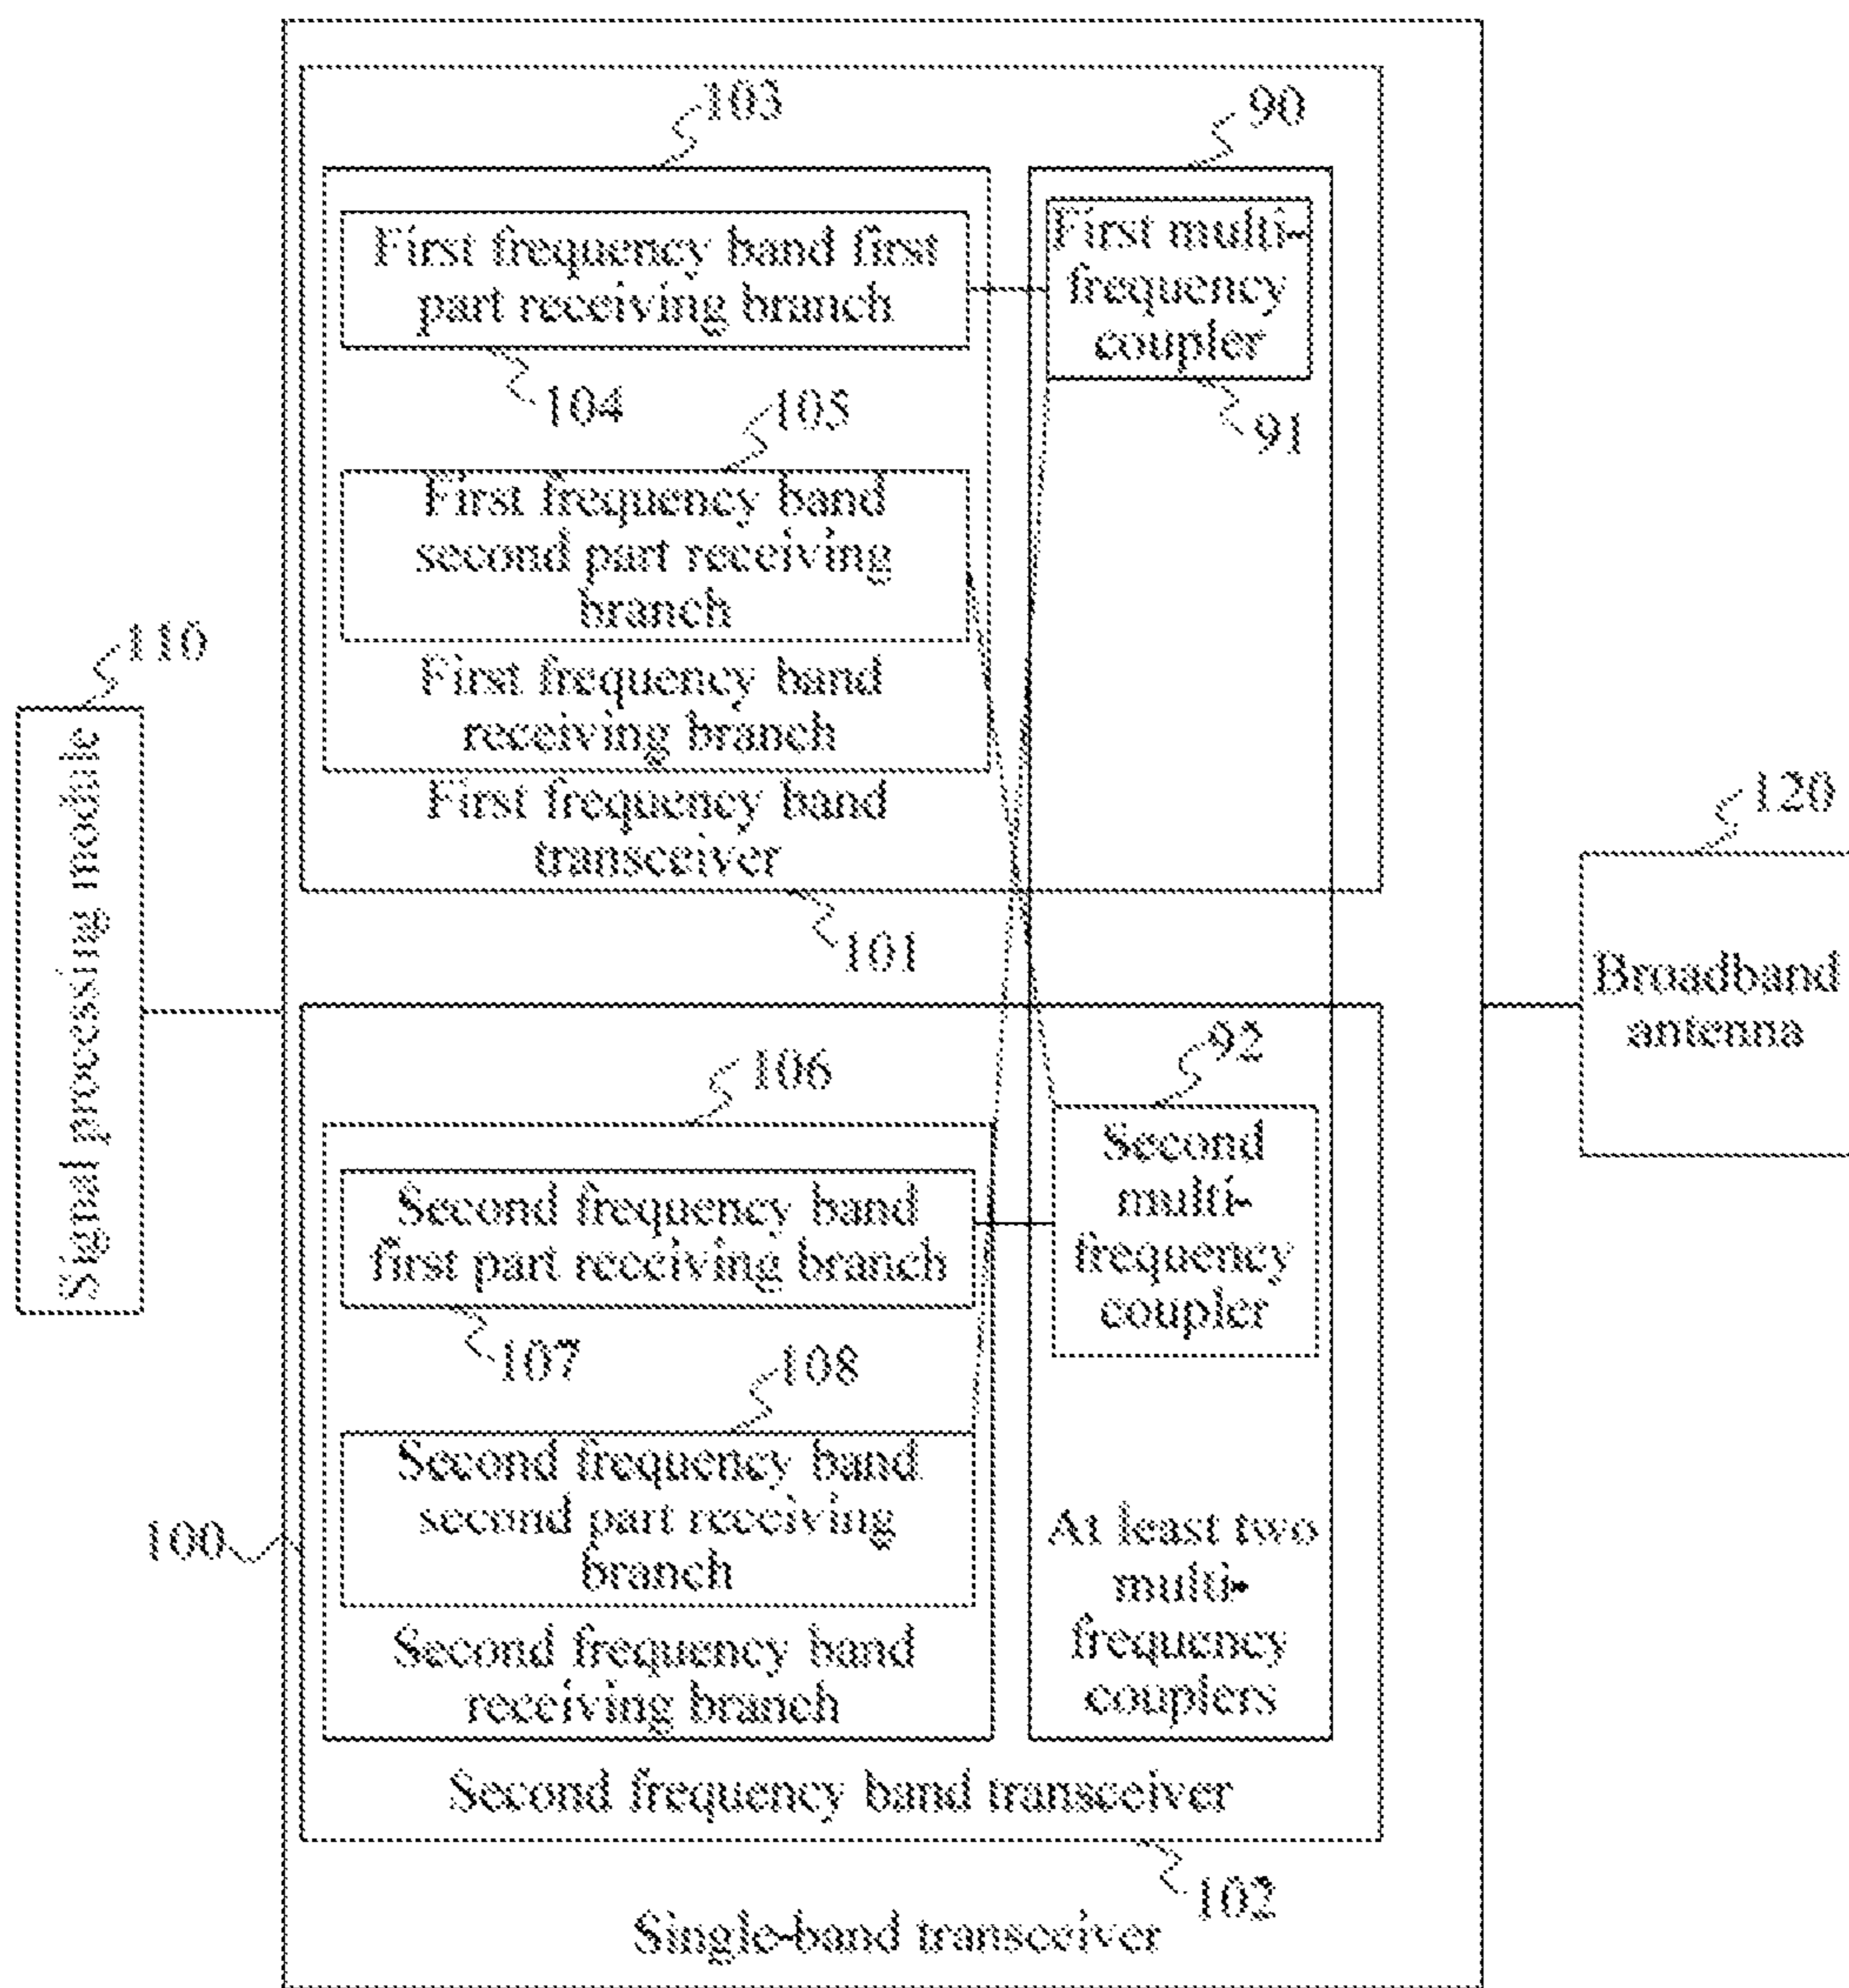 103
90
First frequency band first
part receiving branch
First multi-
frequency
coupler
104
105
91
First frequency band
second part receiving
branch
First frequency band
receiving branch
First frequency band
transceiver
101
110
Signal processing module
120
Broadband
antenna
106
92
Second frequency band
first part receiving branch
Second
multi-
frequency
coupler
107
108
Second frequency band
second part receiving
branch
Second frequency band
receiving branch
At least two
multi-
frequency
couplers
100
Second frequency band transceiver
102
Single-band transceiver